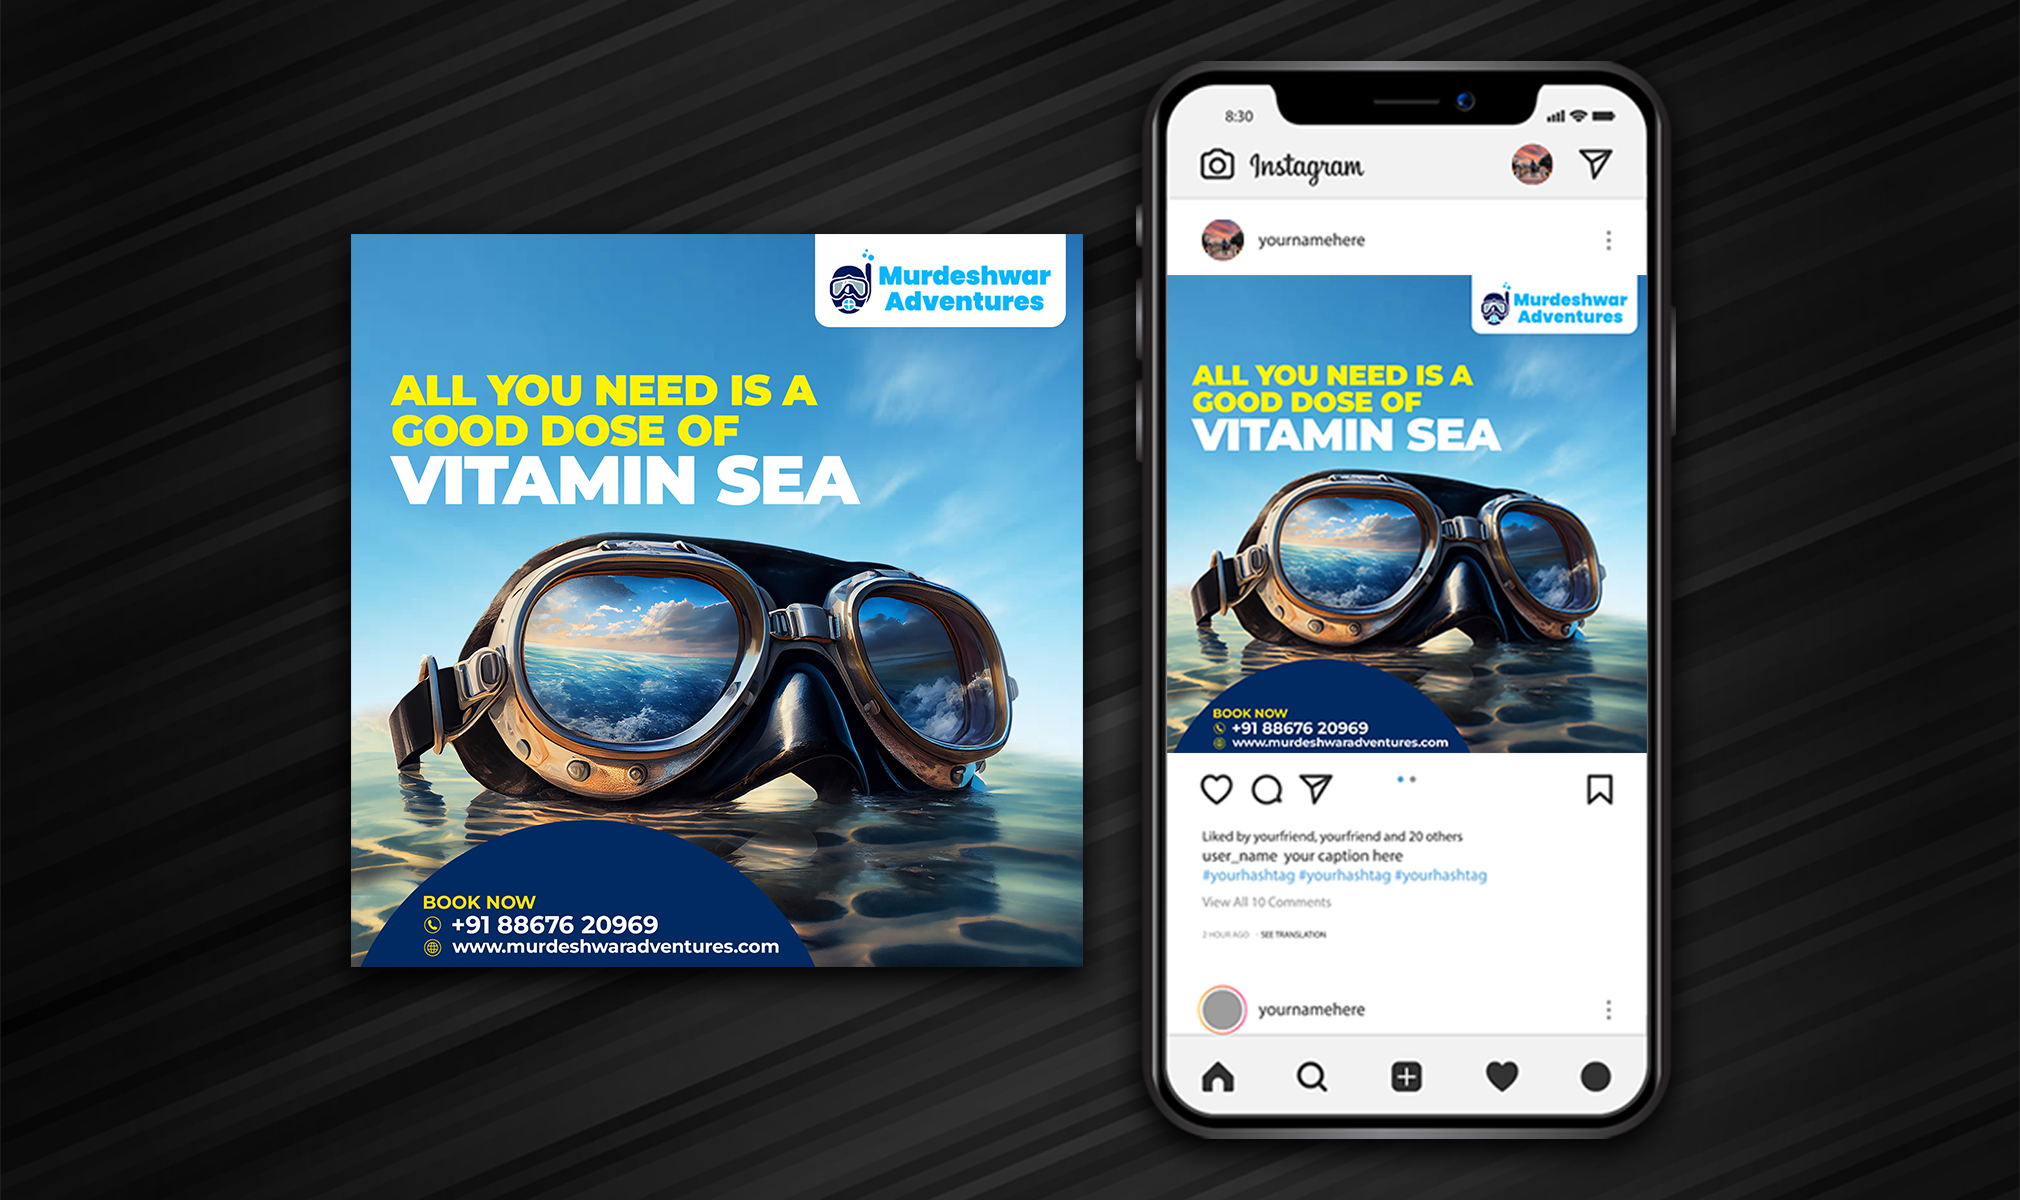 Murdeshwar
Adventures
ALL YOU NEED IS A
GOOD DOSE OF
VITAMIN SEA
BOOK NOW
+91 88676 20969
www.murdeshwaradventures.com
8:30
Instagram
yournamehere
Murdeshwar
Adventures
ALL YOU NEED IS A
GOOD DOSE OF
VITAMIN SEA
BOOK NOW
+91 88676 20969
www.murdeshwaradventures.com
Liked by yourfriend, yourfriend and 20 others
user_name your caption here
#yourhashtag #yourhashtag #yourhashtag
View All 10 Comments
2 HOUR AGO · SEE TRANSLATION
yournamehere